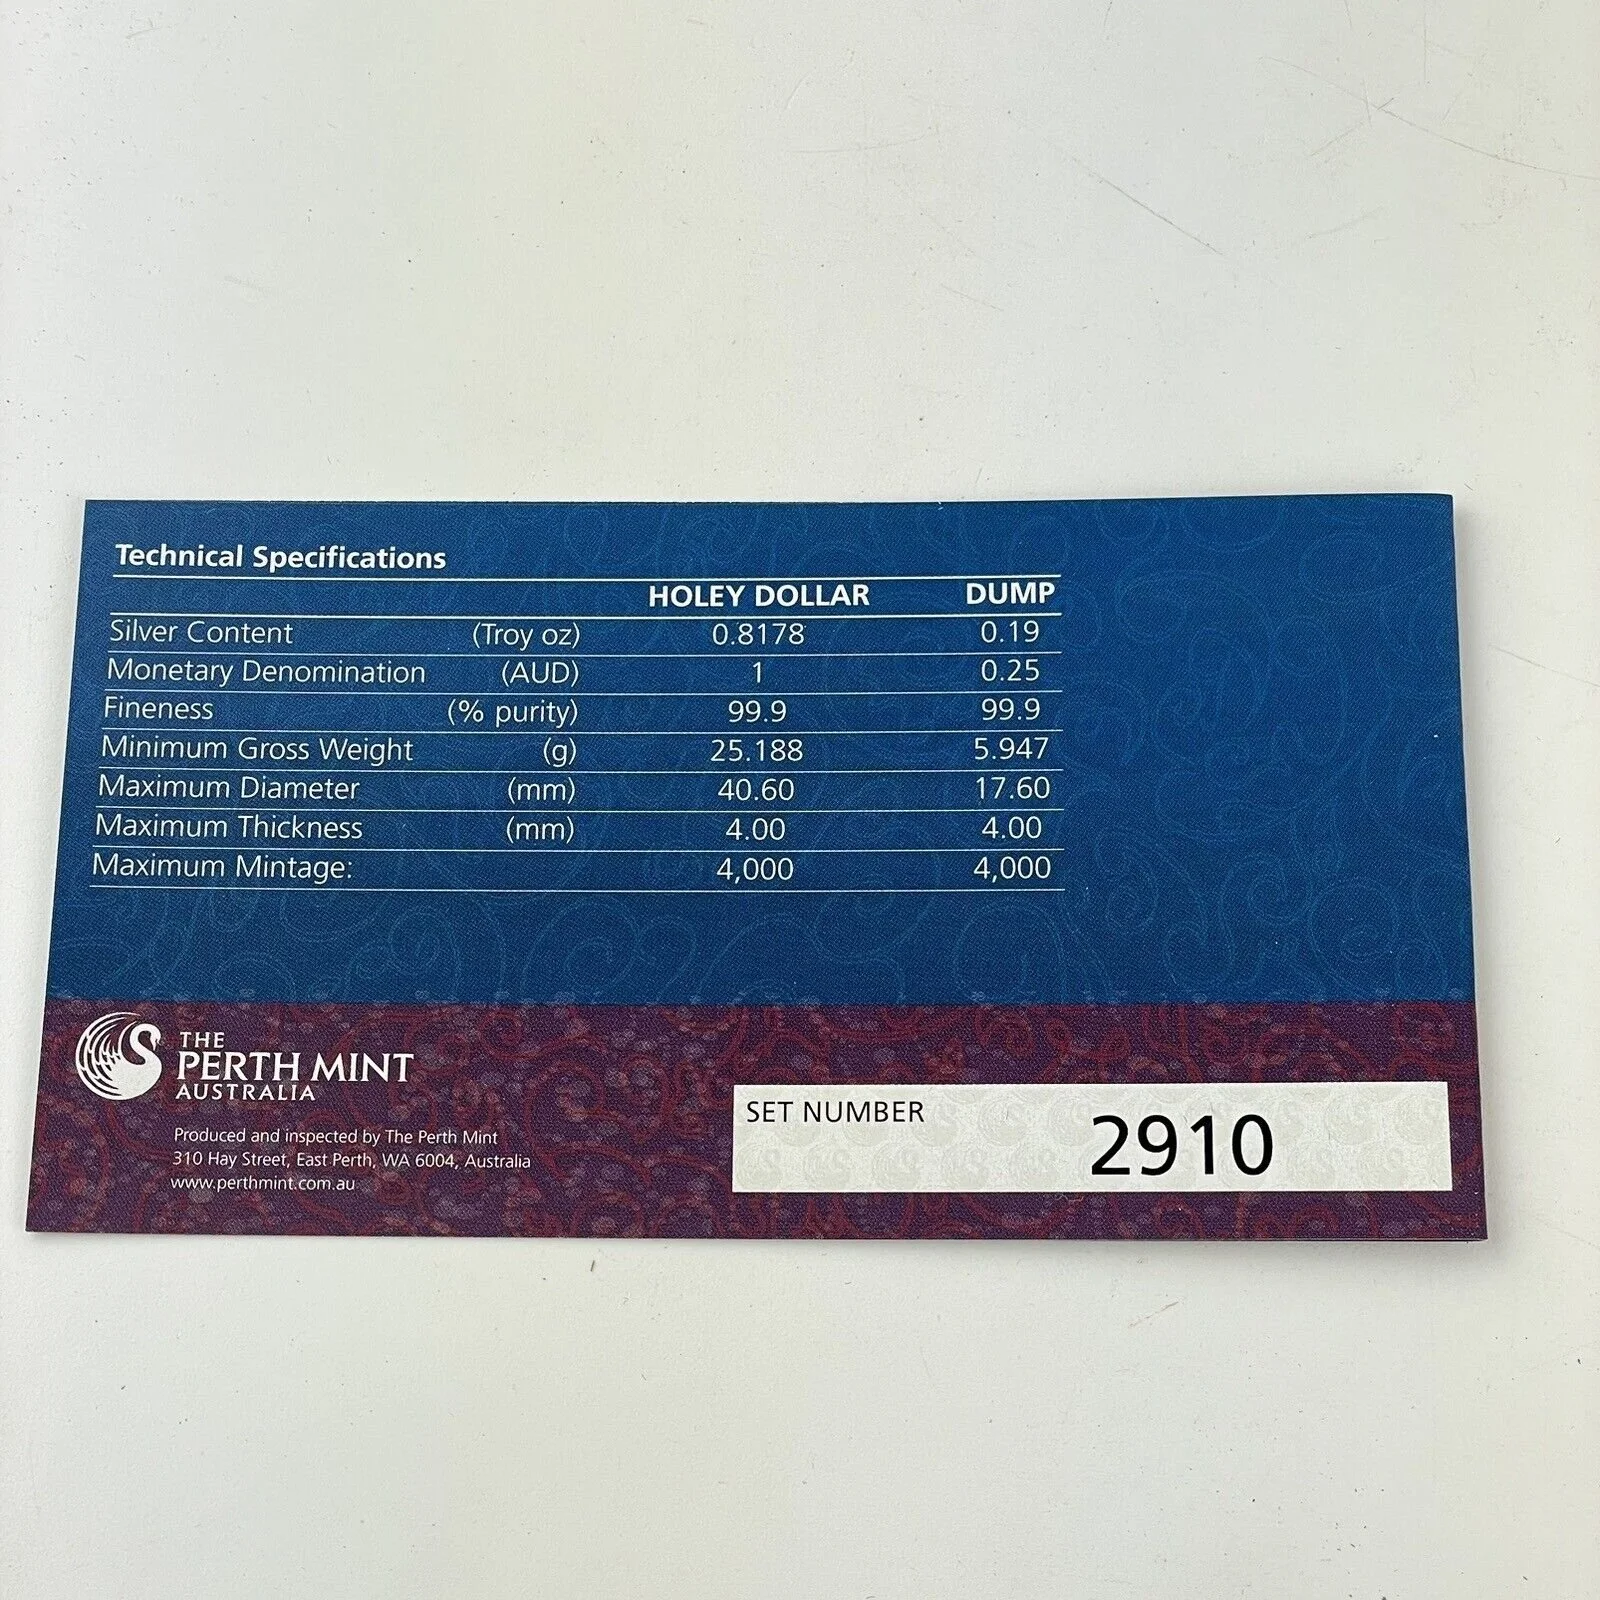 Technical Specifications
HOLEY DOLLAR DUMP
Silver Content (Troy oz) 0.8178 0.19
Monetary Denomination (AUD) 1 0.25
Fineness (% purity) 99.9 99.9
Minimum Gross Weight (g) 25.188 5.947
Maximum Diameter (mm) 40.60 17.60
Maximum Thickness (mm) 4.00 4.00
Maximum Mintage: 4,000 4,000
THE
PERTH MINT
AUSTRALIA
Produced and inspected by The Perth Mint
310 Hay Street, East Perth, WA 6004, Australia
www.perthmint.com.au
SET NUMBER 2910